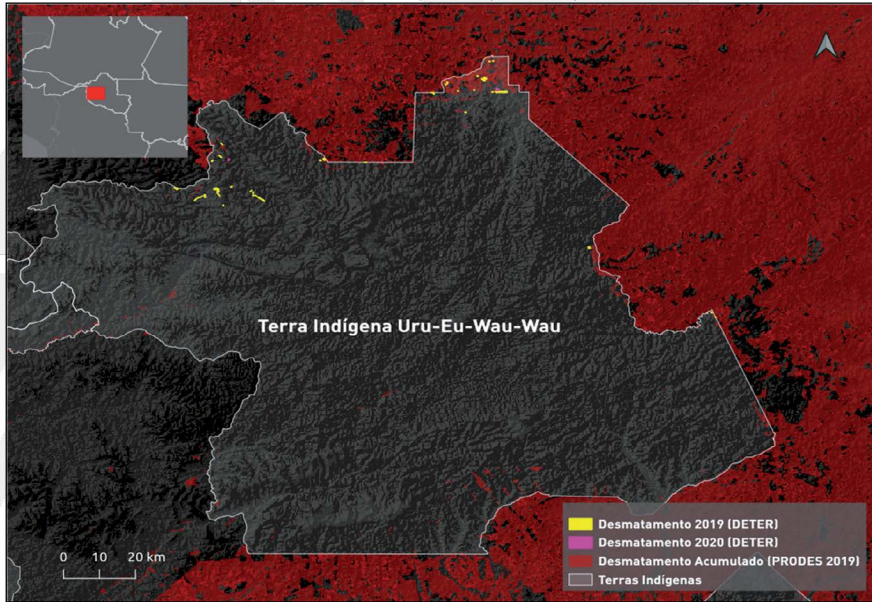 Terra Indígena Uru-Eu-Wau-Wau
0 10 20 km
Desmatamento 2019 (DETER)
Desmatamento 2020 (DETER)
Desmatamento Acumulado (PRODES 2019)
Terras Indígenas